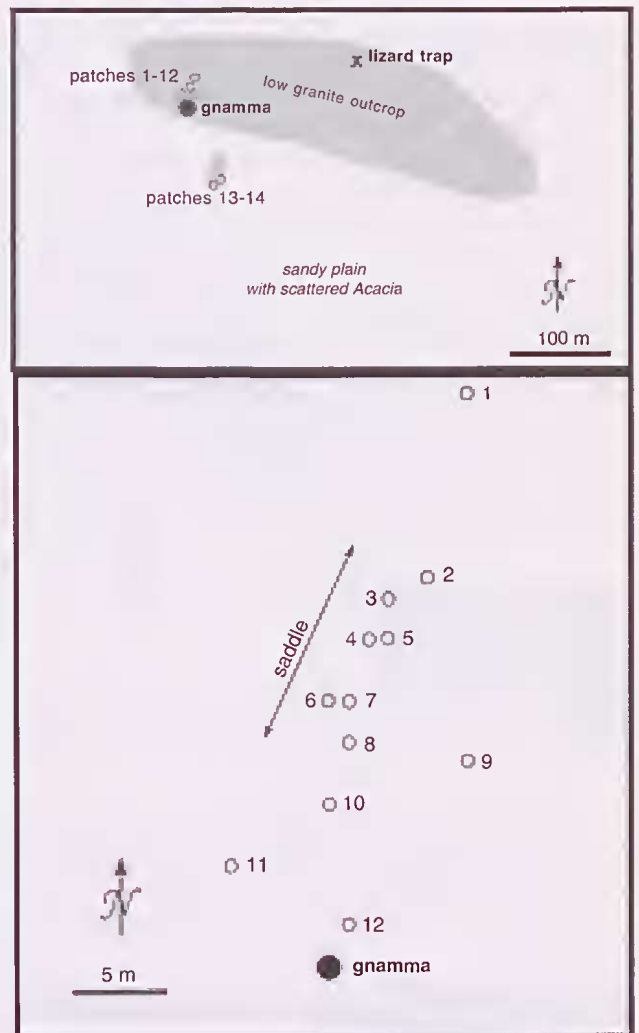 x lizard trap
patches 1-12
low granite outcrop
gnamma
patches 13-14
sandy plain
with scattered Acacia
N
100 m
1
2
3
4 5
saddle
6 7
8
9
10
11
N
12
gnamma
5 m